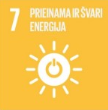 7 PRIEINAMA IR ŠVARI
ENERGIJA